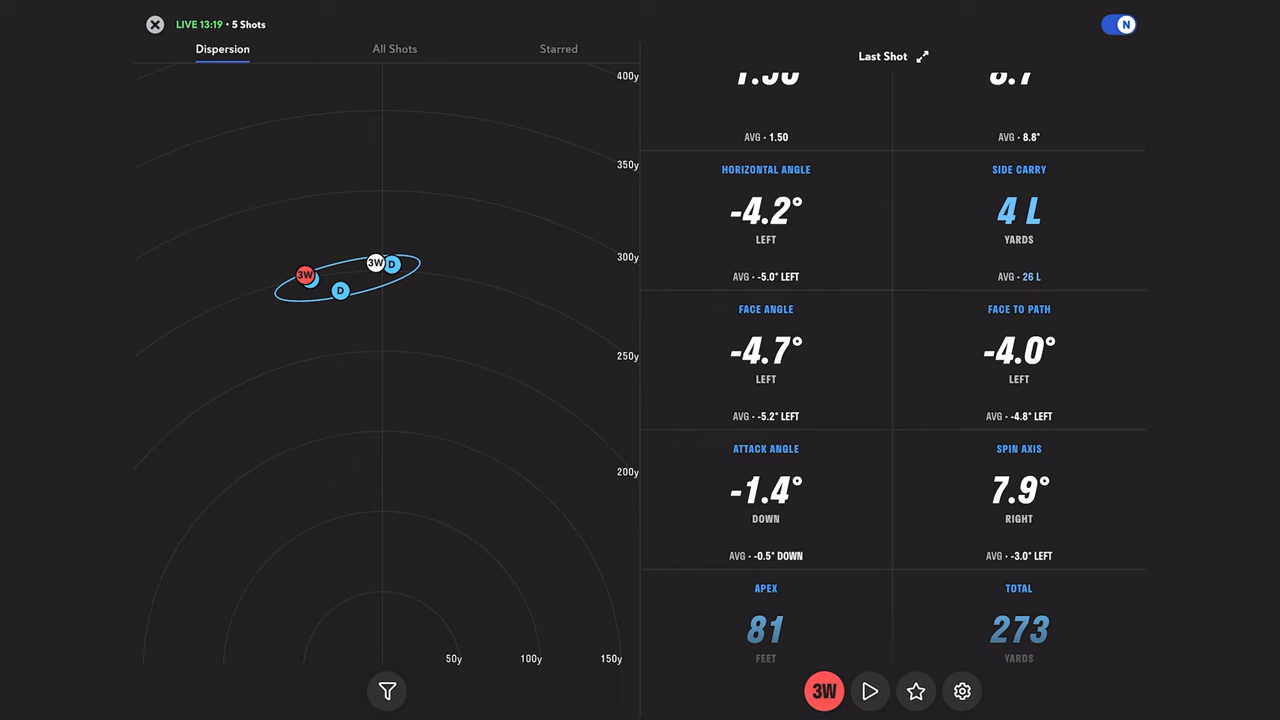 LIVE 13:19 • 5 Shots
N
Dispersion
All Shots
Starred
Last Shot
400y
350y
300y
250y
200y
50y
100y
150y
3W
3W
D
D
AVG • 1.50
AVG • 8.8°
HORIZONTAL ANGLE
SIDE CARRY
-4.2°
4 L
LEFT
YARDS
AVG • -5.0° LEFT
AVG • 26 L
FACE ANGLE
FACE TO PATH
-4.7°
-4.0°
LEFT
LEFT
AVG • -5.2° LEFT
AVG • -4.8° LEFT
ATTACK ANGLE
SPIN AXIS
-1.4°
7.9°
DOWN
RIGHT
AVG • -0.5° DOWN
AVG • -3.0° LEFT
APEX
TOTAL
81
273
FEET
YARDS
3W